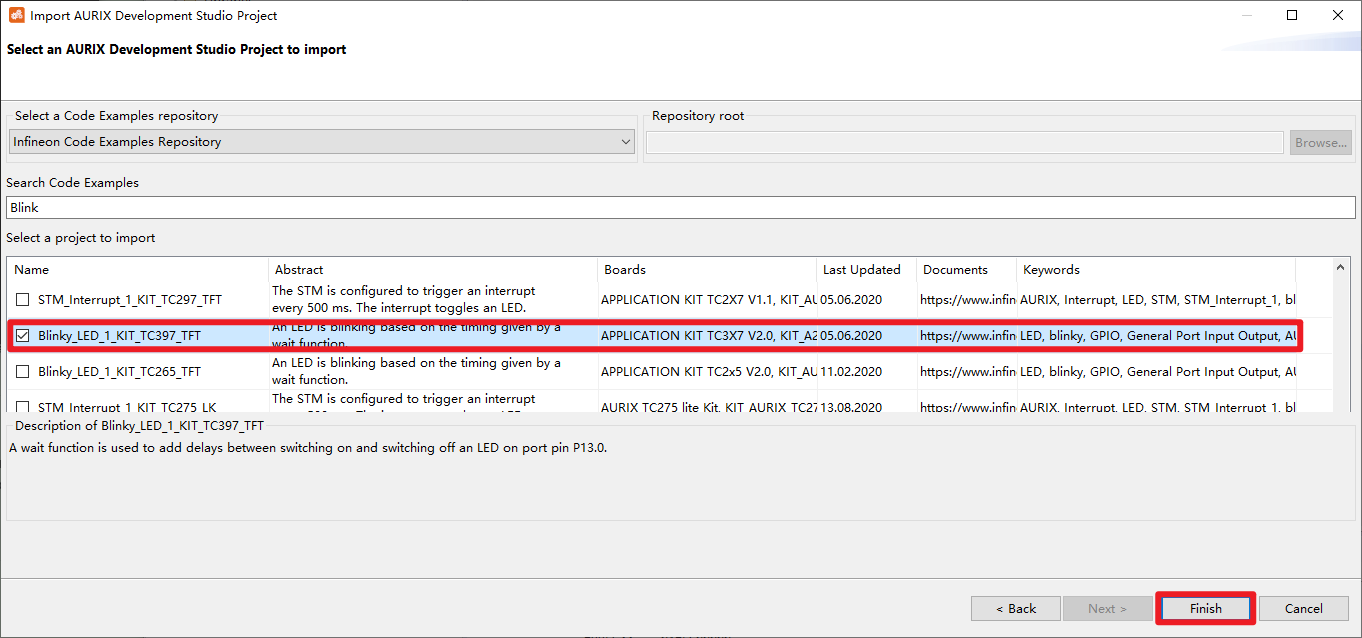 Import AURIX Development Studio Project
Select an AURIX Development Studio Project to import
Select a Code Examples repository
Repository root
Infineon Code Examples Repository
Browse...
Search Code Examples
Blink
Select a project to import
Name Abstract Boards Last Updated Documents Keywords
STM_Interrupt_1_KIT_TC297_TFT
The STM is configured to trigger an interrupt
every 500 ms. The interrupt toggles an LED.
APPLICATION KIT TC2X7 V1.1, KIT_AU 05.06.2020 https://www.infin AURIX, Interrupt, LED, STM, STM_Interrupt_1, bl
Blinky_LED_1_KIT_TC397_TFT
An LED is blinking based on the timing given by a
wait function.
APPLICATION KIT TC3X7 V2.0, KIT_A2 05.06.2020 https://www.infin LED, blinky, GPIO, General Port Input Output, AU
Blinky_LED_1_KIT_TC265_TFT
An LED is blinking based on the timing given by a
wait function.
APPLICATION KIT TC2x5 V2.0, KIT_AU 11.02.2020 https://www.infin LED, blinky, GPIO, General Port Input Output, AU
STM_Interrupt_1_KIT_TC275_LK
The STM is configured to trigger an interrupt
AURIX TC275 lite Kit, KIT_AURIX_TC27 13.08.2020 https://www.infin AURIX, Interrupt, LED, STM, STM_Interrupt_1, bl
Description of Blinky_LED_1_KIT_TC397_TFT
A wait function is used to add delays between switching on and switching off an LED on port pin P13.0.
< Back
Next >
Finish
Cancel